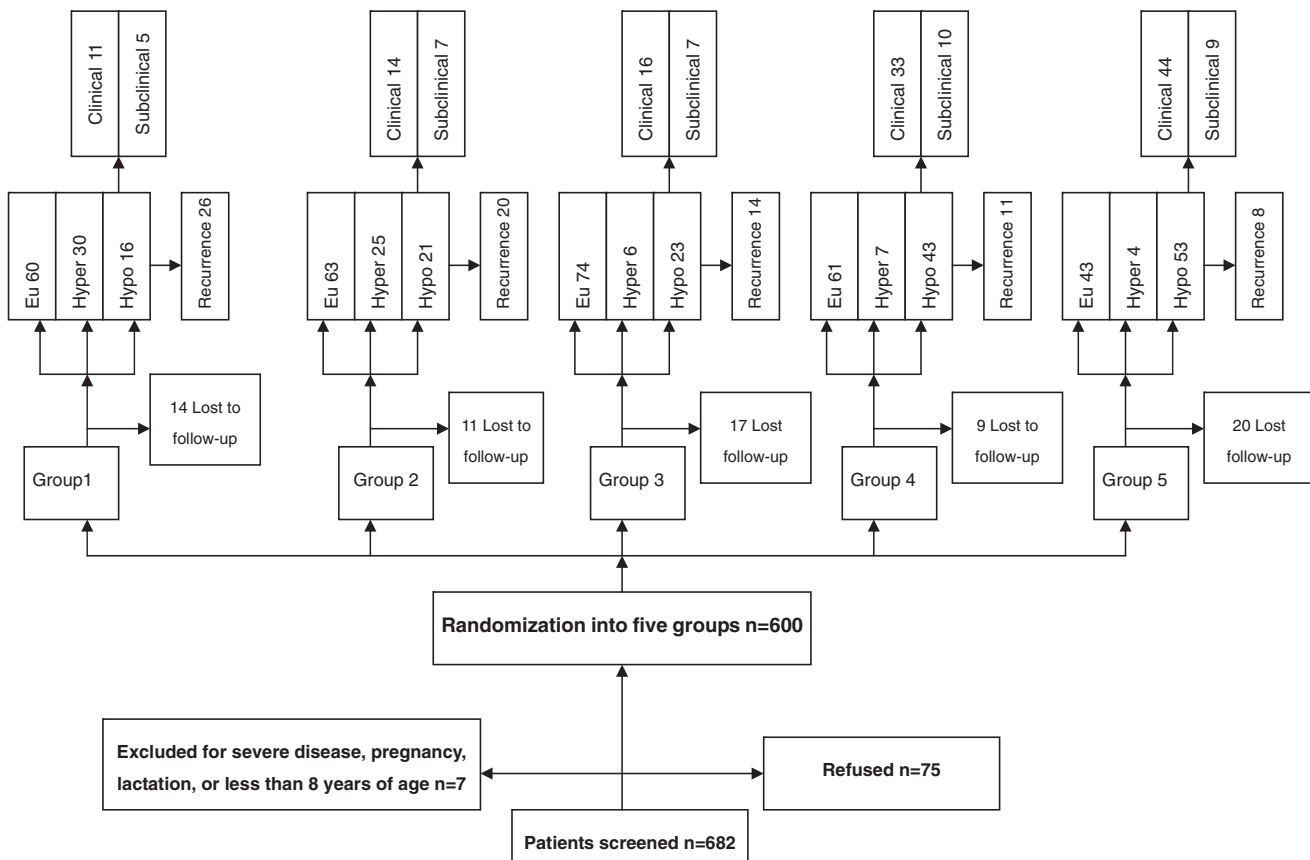 Clinical 11
Subclinical 5
Clinical 14
Subclinical 7
Clinical 16
Subclinical 7
Clinical 33
Subclinical 10
Clinical 44
Subclinical 9
Eu 60
Hyper 30
Hypo 16
Recurrence 26
Eu 63
Hyper 25
Hypo 21
Recurrence 20
Eu 74
Hyper 6
Hypo 23
Recurrence 14
Eu 61
Hyper 7
Hypo 43
Recurrence 11
Eu 43
Hyper 4
Hypo 53
Recurrence 8
14 Lost to
follow-up
11 Lost to
follow-up
17 Lost
follow-up
9 Lost to
follow-up
20 Lost
follow-up
Group1
Group 2
Group 3
Group 4
Group 5
Randomization into five groups n=600
Excluded for severe disease, pregnancy,
lactation, or less than 8 years of age n=7
Refused n=75
Patients screened n=682